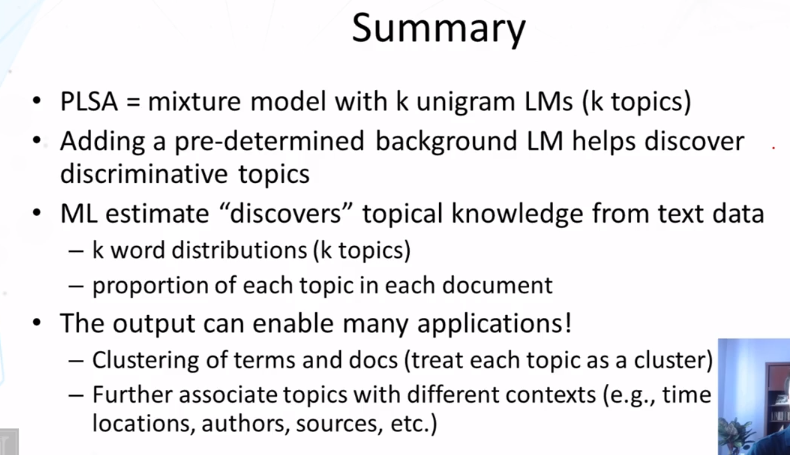 Summary
• PLSA = mixture model with k unigram LMs (k topics)
• Adding a pre-determined background LM helps discover
discriminative topics
• ML estimate “discovers” topical knowledge from text data
– k word distributions (k topics)
– proportion of each topic in each document
• The output can enable many applications!
– Clustering of terms and docs (treat each topic as a cluster)
– Further associate topics with different contexts (e.g., time
locations, authors, sources, etc.)